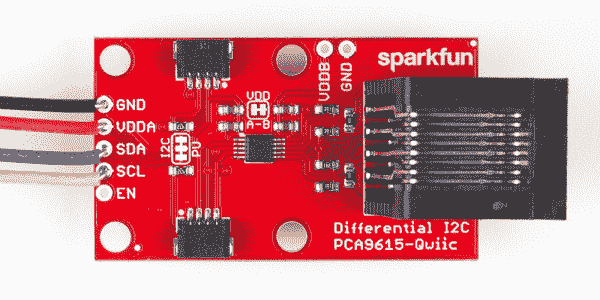 sparkfun
VDDB
GND
GND
VDDA
SDA
SCL
EN
I2C
PU
VDD
A-B
Differential I2C
PCA9615-Qwiic